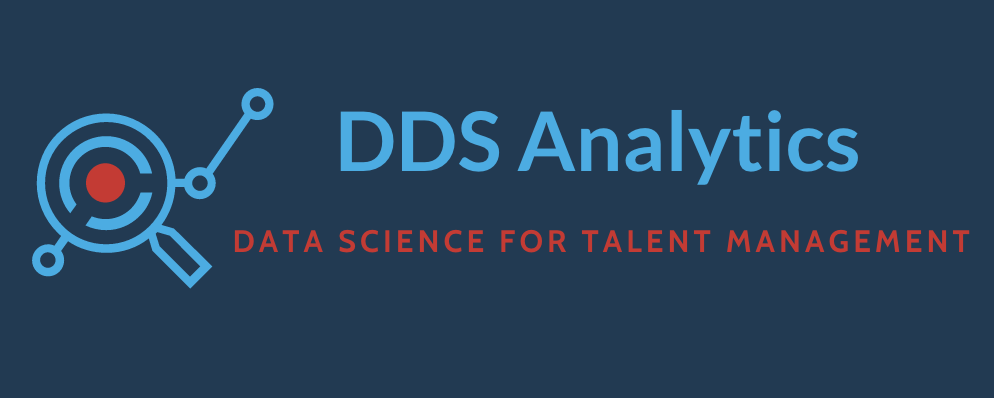 DDS Analytics
DATA SCIENCE FOR TALENT MANAGEMENT